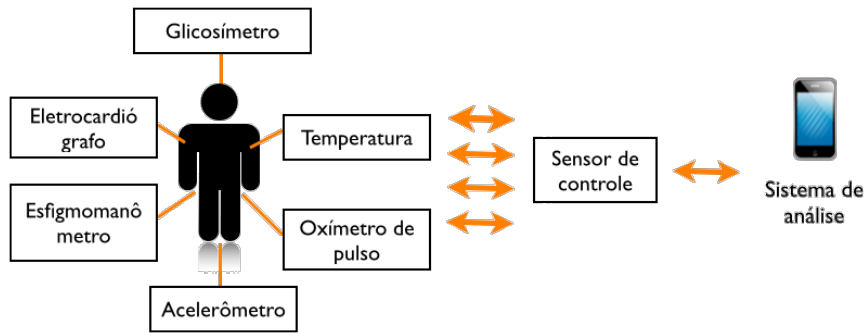 Glicosímetro
Eletrocardió
grafo
Temperatura
Esfigmomanô
metro
Oxímetro de
pulso
Acelerômetro
Sensor de
controle
Sistema de
análise